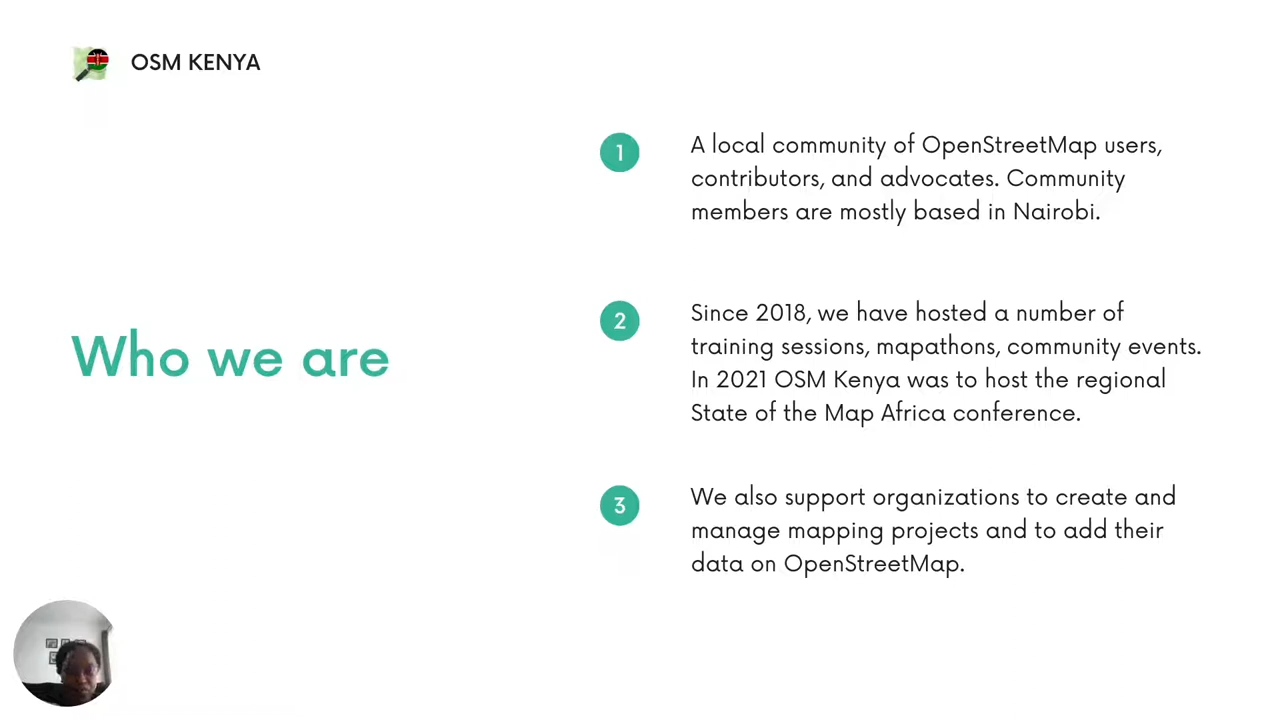 OSM KENYA
Who we are
1
A local community of OpenStreetMap users,
contributors, and advocates. Community
members are mostly based in Nairobi.
2
Since 2018, we have hosted a number of
training sessions, mapathons, community events.
In 2021 OSM Kenya was to host the regional
State of the Map Africa conference.
3
We also support organizations to create and
manage mapping projects and to add their
data on OpenStreetMap.